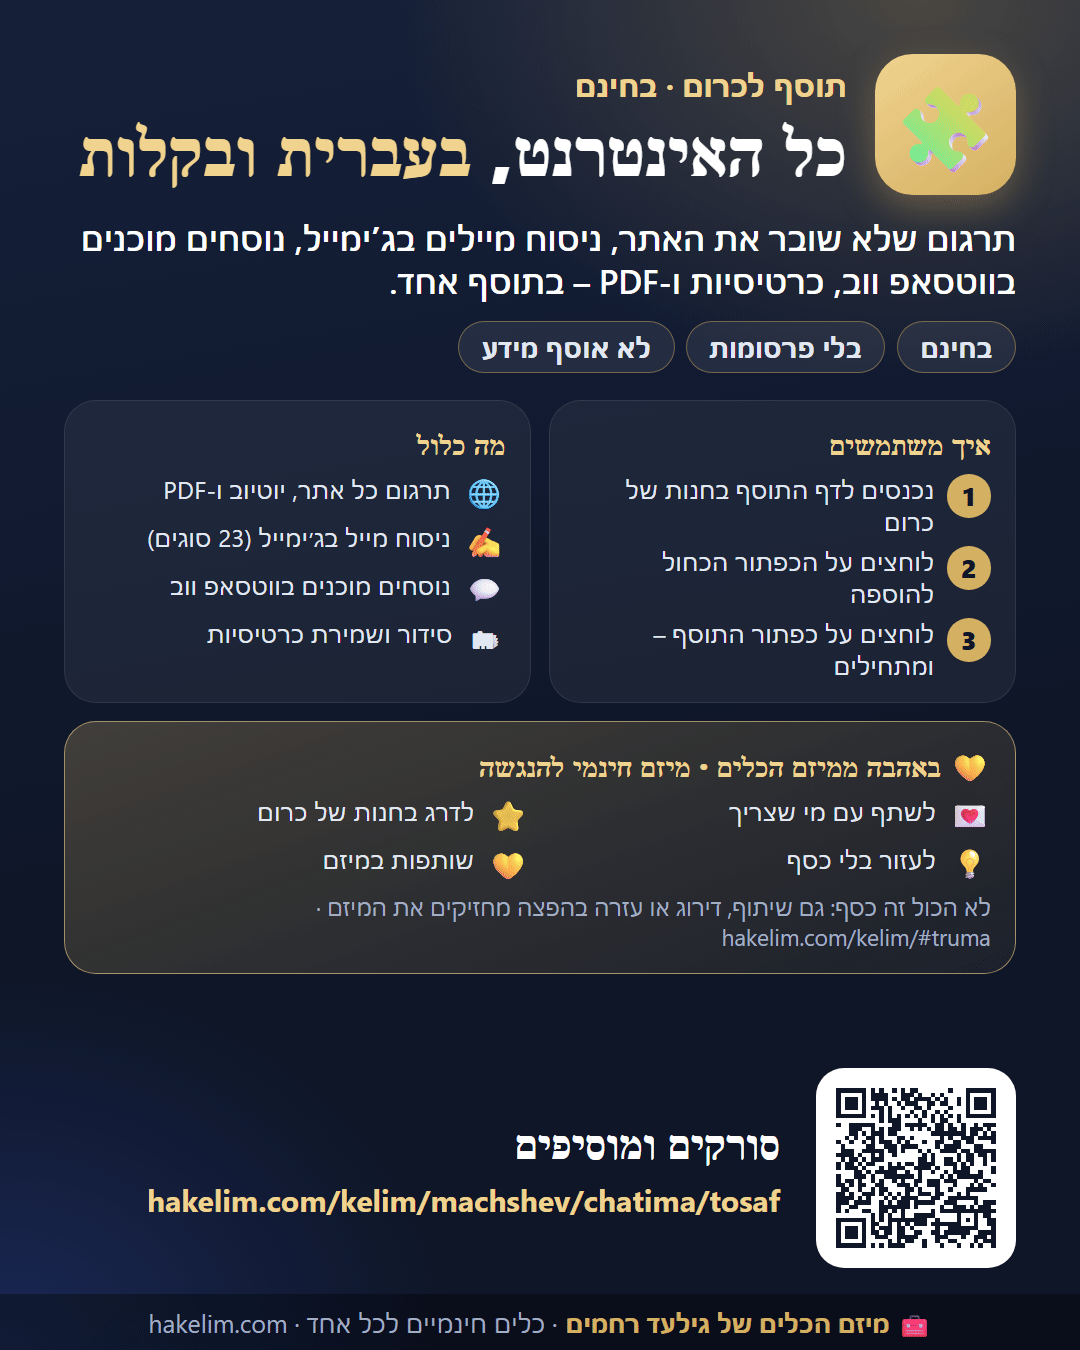 תוסף לכרום · בחינם
כל האינטרנט, בעברית ובקלות
תרגום שלא שובר את האתר, ניסוח מיילים בג׳ימייל, נוסחים מוכנים
בווטסאפ ווב, כרטיסיות ו-PDF – בתוסף אחד.
בחינם
בלי פרסומות
לא אוסף מידע
איך משתמשים
1 נכנסים לדף התוסף בחנות של
כרום
2 לוחצים על הכפתור הכחול
להוספה
3 לוחצים על כפתור התוסף –
ומתחילים
מה כלול
תרגום כל אתר, יוטיוב ו-PDF
ניסוח מייל בג׳ימייל (23 סוגים)
נוסחים מוכנים בווטסאפ ווב
סידור ושמירת כרטיסיות
באהבה ממיזם הכלים • מיזם חינמי להנגשה
לשתף עם מי שצריך
לדרג בחנות של כרום
לעזור בלי כסף
שותפות במיזם
לא הכול זה כסף: גם שיתוף, דירוג או עזרה בהפצה מחזיקים את המיזם ·
hakelim.com/kelim/#truma
סורקים ומוסיפים
hakelim.com/kelim/machshev/chatima/tosaf
מיזם הכלים של גילעד רחמים · כלים חינמיים לכל אחד · hakelim.com